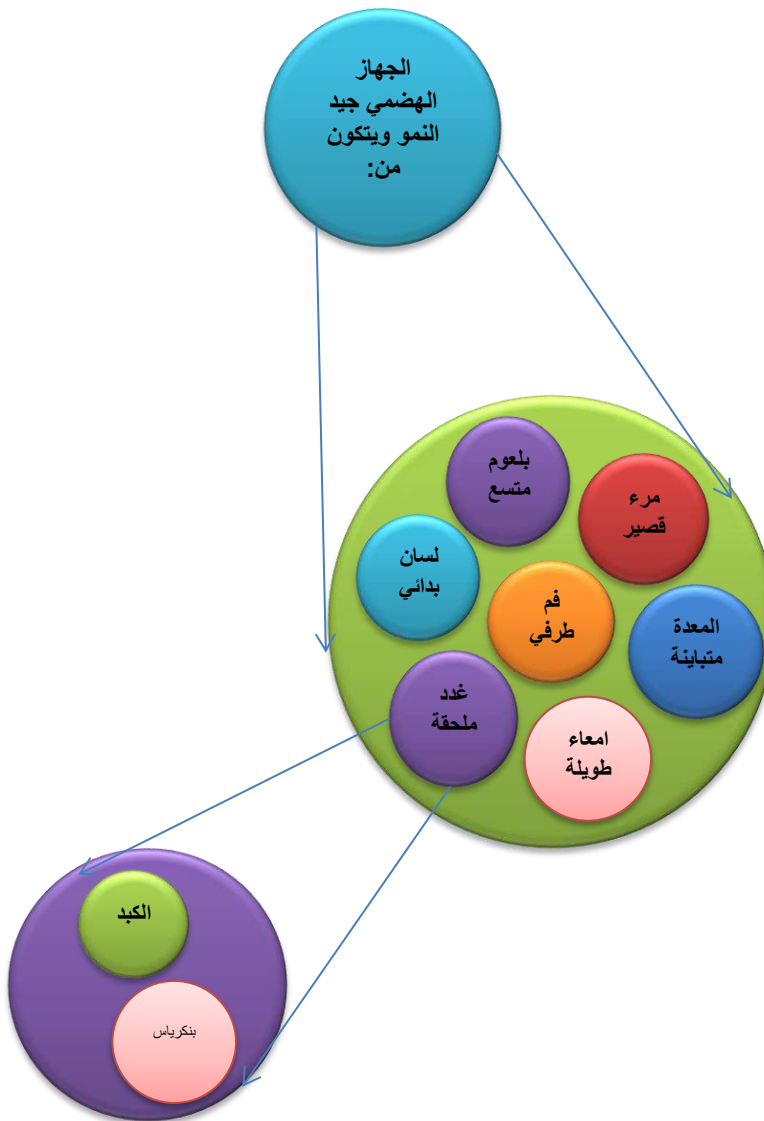 الجهاز
الهضمي جيد
النمو ويتكون
من:
بلعوم
متسع
مرء
قصير
لسان
بدائي
فم
طرفي
المعدة
متباينة
غدد
ملحقة
امعاء
طويلة
الكبد
بنكرياس